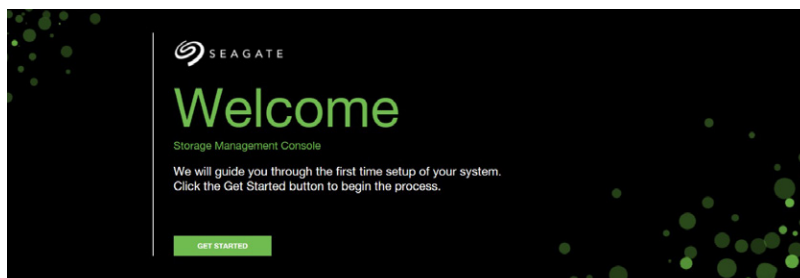 SEAGATE
Welcome
Storage Management Console
We will guide you through the first time setup of your system.
Click the Get Started button to begin the process.
GET STARTED